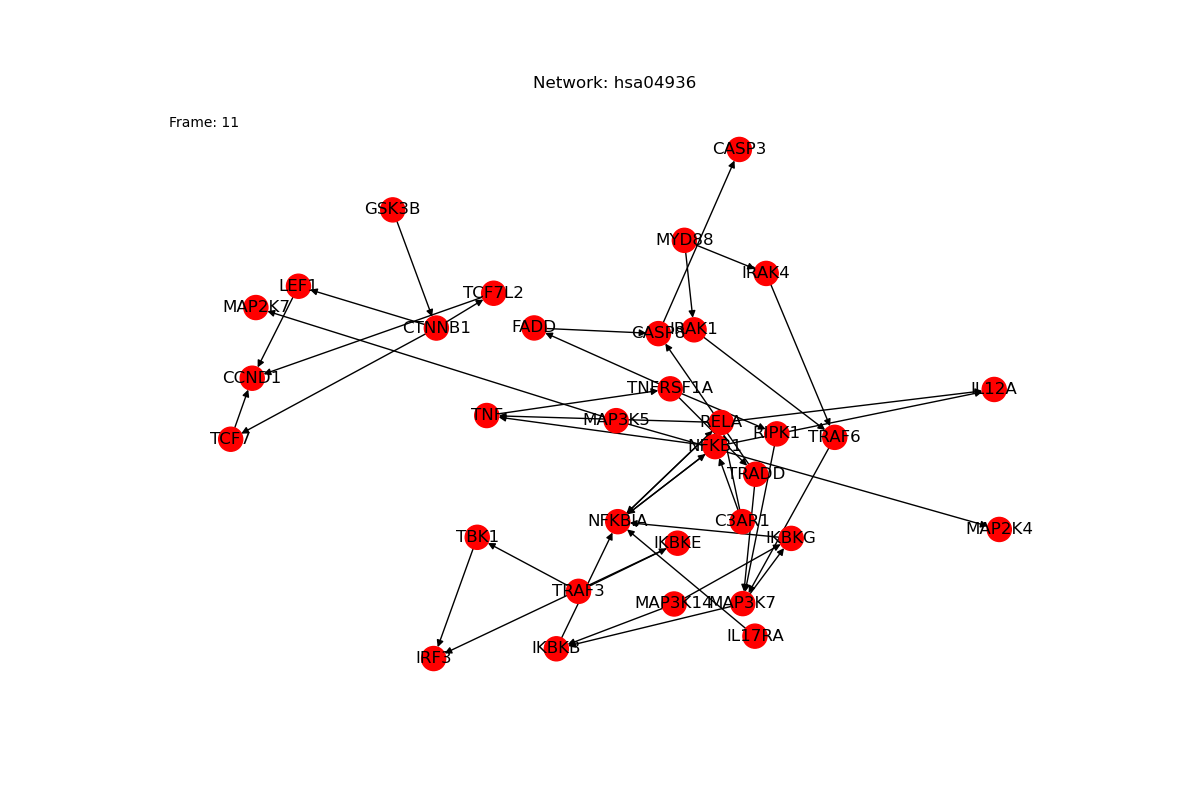 Network: hsa04936
Frame: 11
CASP3
GSK3B
MYD88
IRAK4
LEF1
TCF7L2
MAP2K7
CTNNB1
FADD
CASP8
IRAK1
CCND1
TNFRSF1A
IL12A
TNF
MAP3K5
RELA
RIPK1
TRAF6
TCF7
NFKB1
TRADD
NFKBIA
C3AR1
MAP2K4
TBK1
IKBKE
IKBKG
TRAF3
MAP3K14
MAP3K7
IL17RA
IKBKB
IRF3